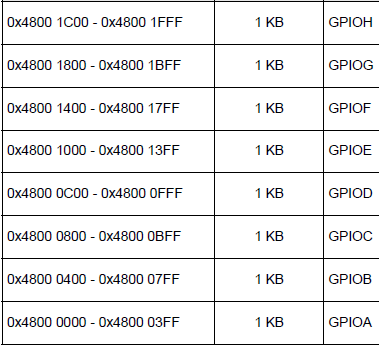 0x4800 1C00 - 0x4800 1FFF 1 KB GPIOH
0x4800 1800 - 0x4800 1BFF 1 KB GPIOG
0x4800 1400 - 0x4800 17FF 1 KB GPIOF
0x4800 1000 - 0x4800 13FF 1 KB GPIOE
0x4800 0C00 - 0x4800 0FFF 1 KB GPIOD
0x4800 0800 - 0x4800 0BFF 1 KB GPIOC
0x4800 0400 - 0x4800 07FF 1 KB GPIOB
0x4800 0000 - 0x4800 03FF 1 KB GPIOA